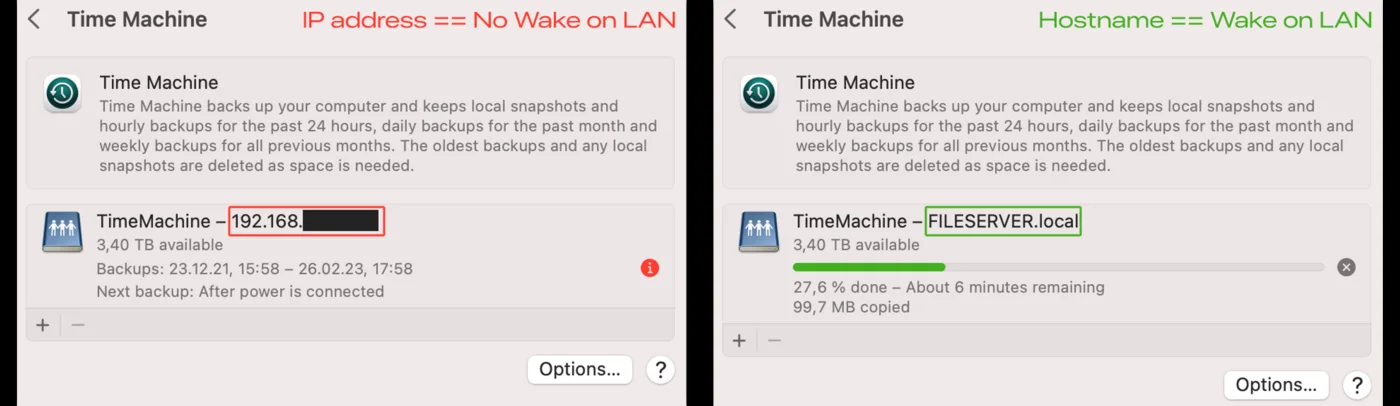 Time Machine
IP address == No Wake on LAN
Time Machine
Time Machine backs up your computer and keeps local snapshots and
hourly backups for the past 24 hours, daily backups for the past month and
weekly backups for all previous months. The oldest backups and any local
snapshots are deleted as space is needed.
TimeMachine – 192.168.
3,40 TB available
Backups: 23.12.21, 15:58 – 26.02.23, 17:58
Next backup: After power is connected
Options...
?
Time Machine
Hostname == Wake on LAN
Time Machine
Time Machine backs up your computer and keeps local snapshots and
hourly backups for the past 24 hours, daily backups for the past month and
weekly backups for all previous months. The oldest backups and any local
snapshots are deleted as space is needed.
TimeMachine – FILESERVER.local
3,40 TB available
27,6 % done – About 6 minutes remaining
99,7 MB copied
Options...
?